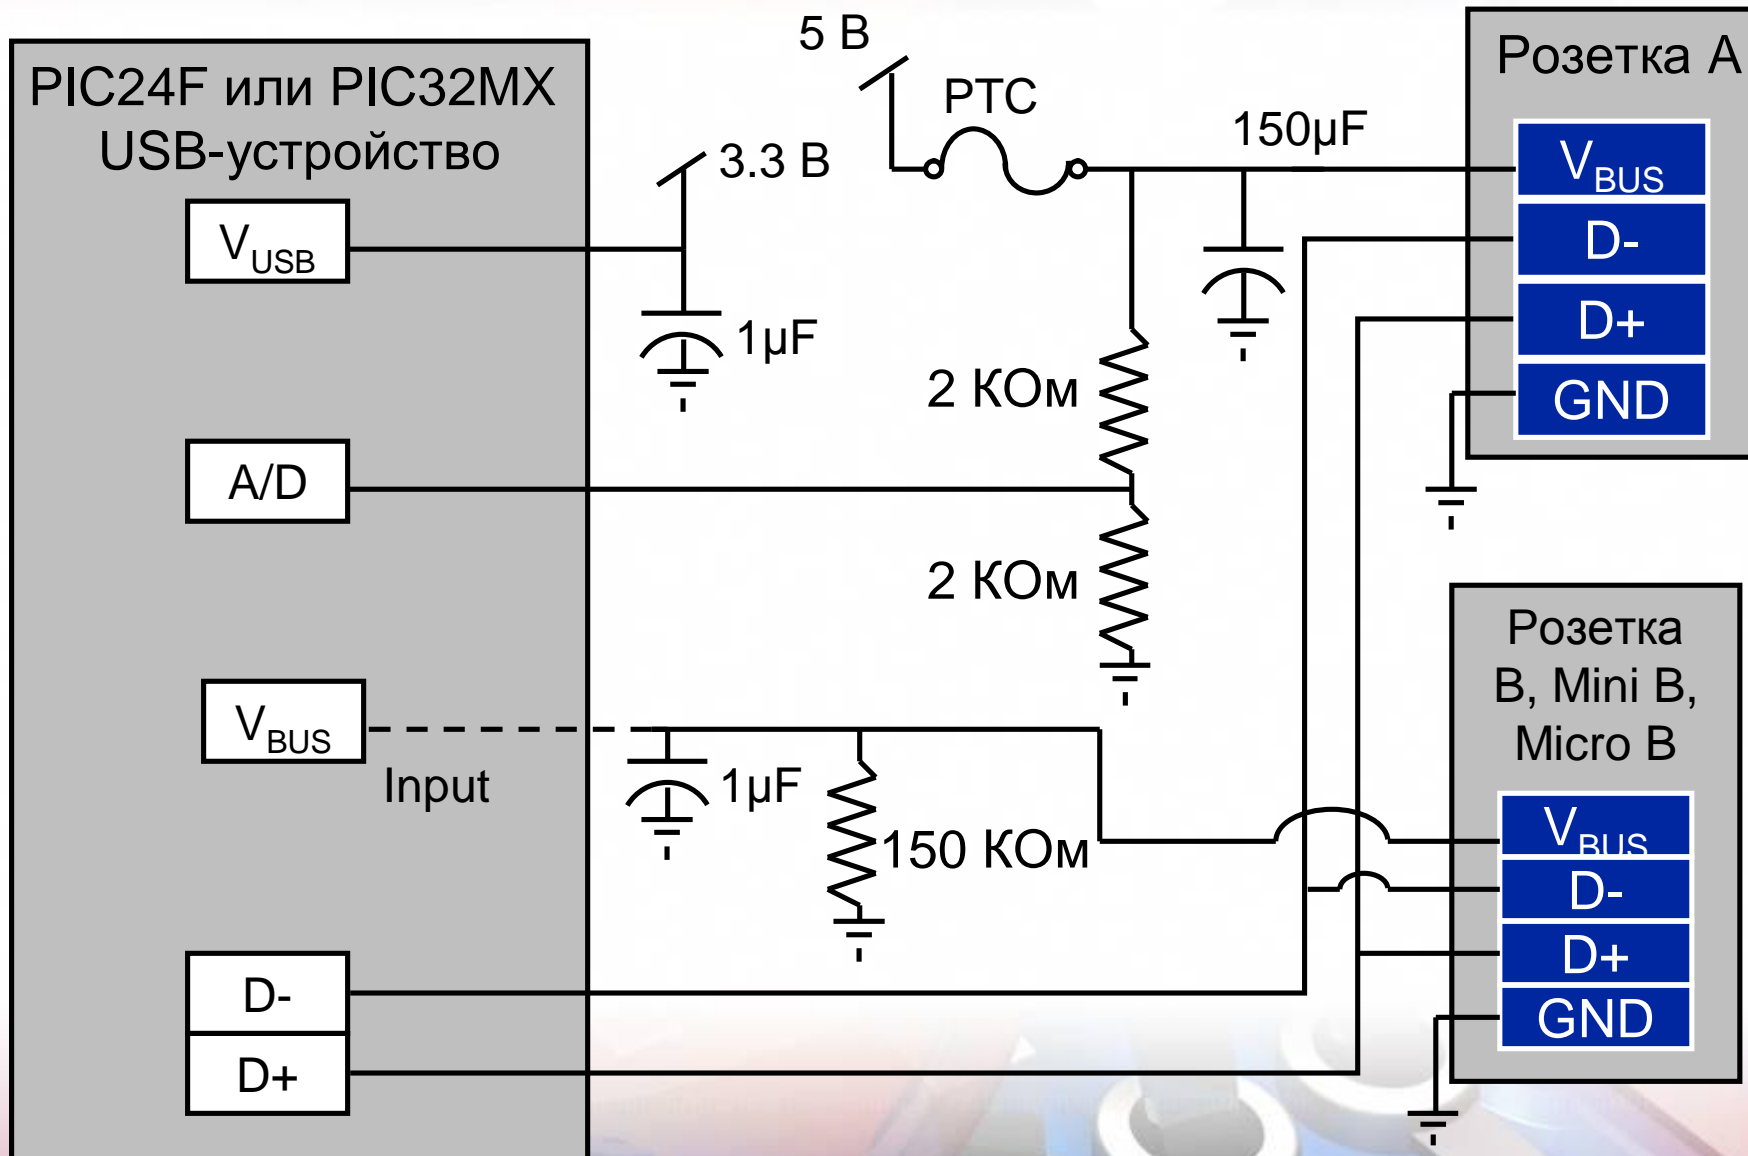 PIC24F или PIC32MX
USB-устройство
VUSB
A/D
VBUS
Input
D-
D+
5 В
3.3 В
PTC
150µF
1µF
2 КОм
2 КОм
1µF
150 КОм
Розетка А
VBUS
D-
D+
GND
Розетка
B, Mini B,
Micro B
VBUS
D-
D+
GND